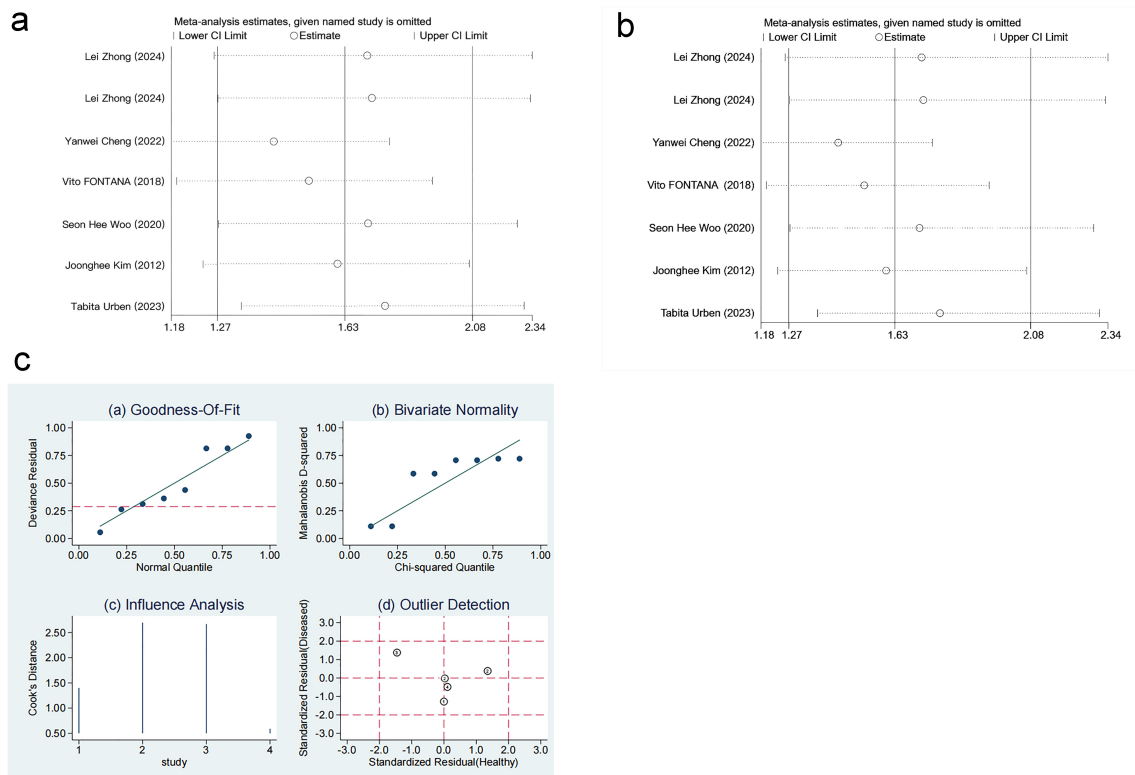 a
Meta-analysis estimates, given named study is omitted
Lower CI Limit Estimate Upper CI Limit
Lei Zhong (2024)
Lei Zhong (2024)
Yanwei Cheng (2022)
Vito FONTANA (2018)
Seon Hee Woo (2020)
Joonghee Kim (2012)
Tabita Urben (2023)
1.18 1.27 1.63 2.08 2.34
b
Meta-analysis estimates, given named study is omitted
Lower CI Limit Estimate Upper CI Limit
Lei Zhong (2024)
Lei Zhong (2024)
Yanwei Cheng (2022)
Vito FONTANA (2018)
Seon Hee Woo (2020)
Joonghee Kim (2012)
Tabita Urben (2023)
1.18 1.27 1.63 2.08 2.34
c
(a) Goodness-Of-Fit
Deviance Residual
1.00
0.75
0.50
0.25
0.00
0.00 0.25 0.50 0.75 1.00
Normal Quantile
(b) Bivariate Normality
Mahalanobis D-squared
1.00
0.75
0.50
0.25
0.00
0.00 0.25 0.50 0.75 1.00
Chi-squared Quantile
(c) Influence Analysis
Cook's Distance
2.50
2.00
1.50
1.00
0.50
1 2 3 4
study
(d) Outlier Detection
Standardized Residual(Diseased)
3.0
2.0
1.0
0.0
-1.0
-2.0
-3.0
-3.0 -2.0 -1.0 0.0 1.0 2.0 3.0
Standardized Residual(Healthy)